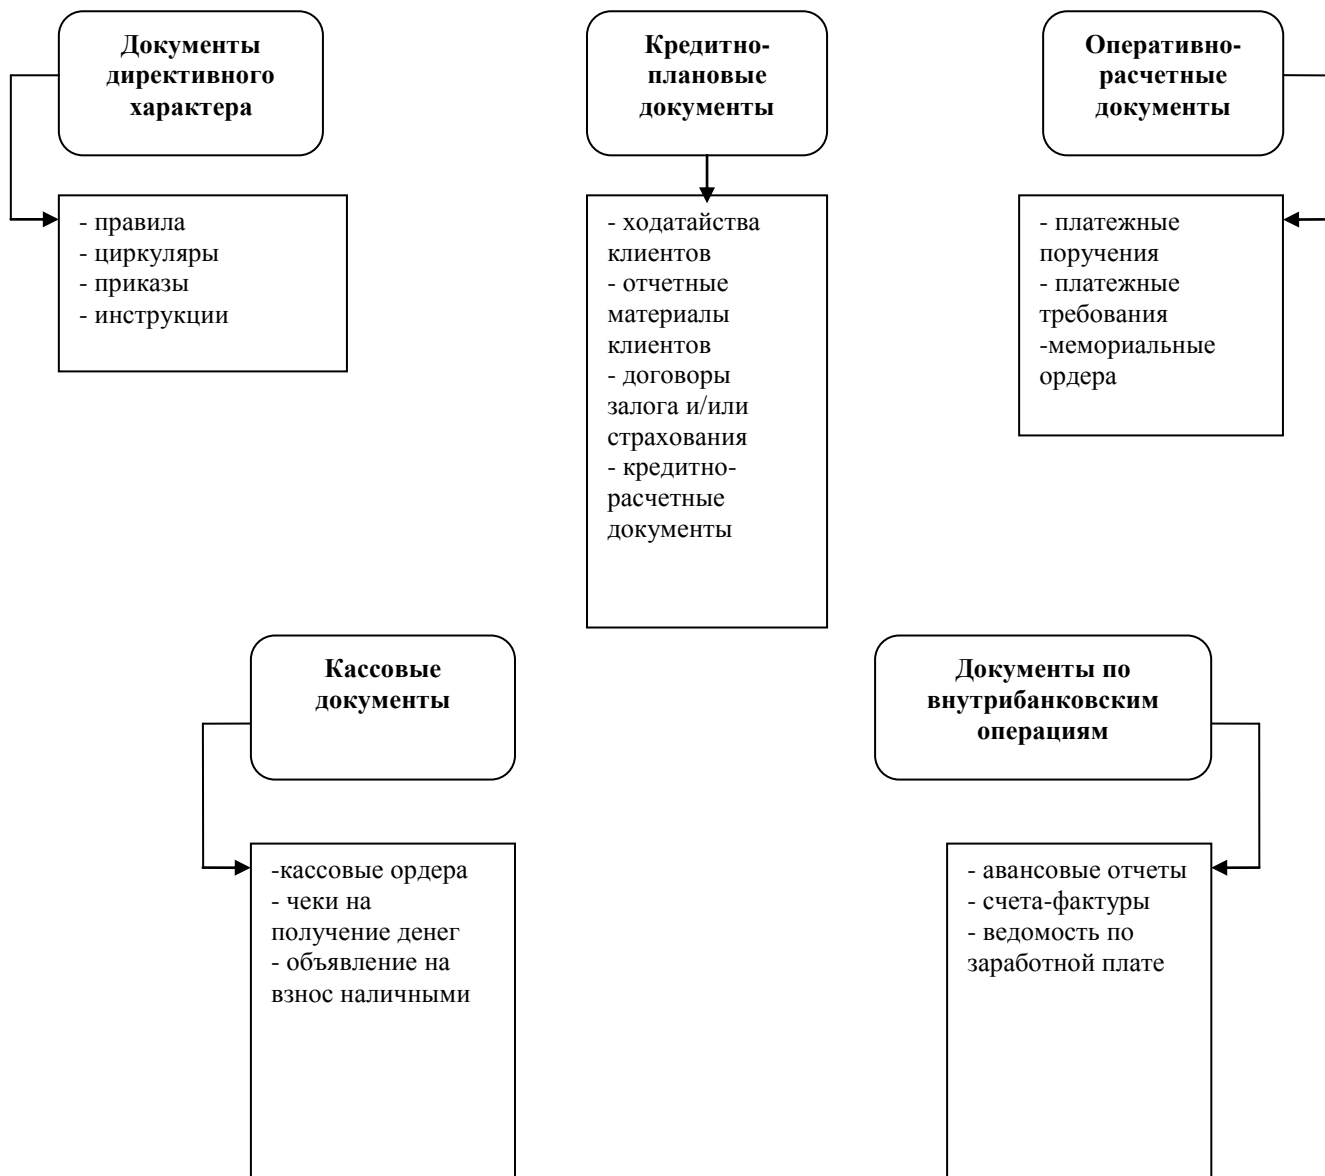 Документы
директивного
характера
- правила
- циркуляры
- приказы
- инструкции
Кредитно-
плановые
документы
- ходатайства
клиентов
- отчетные
материалы
клиентов
- договоры
залога и/или
страхования
- кредитно-
расчетные
документы
Оперативно-
расчетные
документы
- платежные
поручения
- платежные
требования
-мемориальные
ордера
Кассовые
документы
-кассовые ордера
- чеки на
получение денег
- объявление на
взнос наличными
Документы по
внутрибанковским
операциям
- авансовые отчеты
- счета-фактуры
- ведомость по
заработной плате